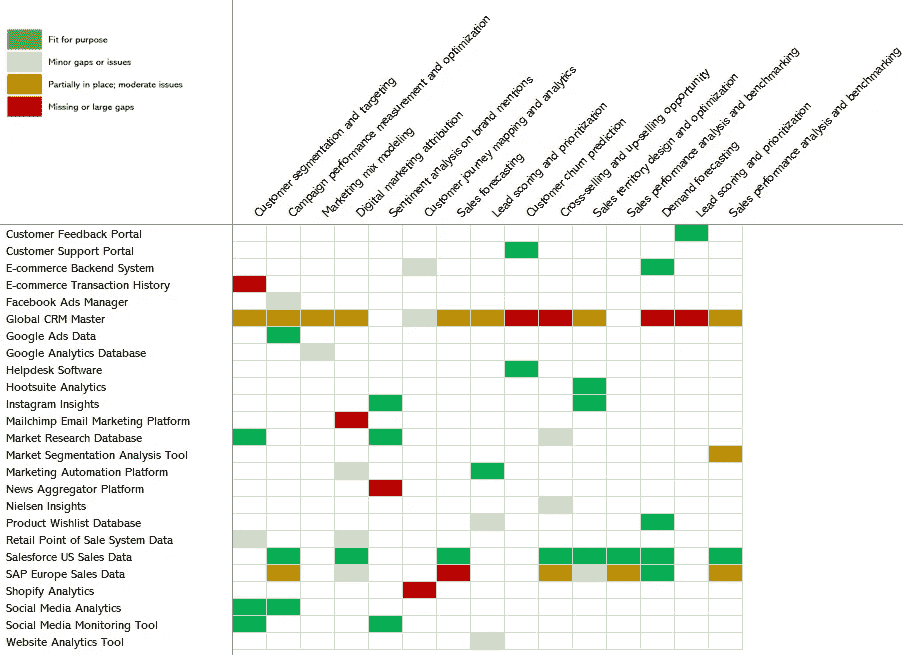 Fit for purpose
Minor gaps or issues
Partially in place; moderate issues
Missing or large gaps
Customer segmentation and targeting
Campaign performance measurement and optimization
Marketing mix modeling
Digital marketing attribution
Sentiment analysis on brand mentions
Customer journey mapping and analytics
Sales forecasting
Lead scoring and prioritization
Customer churn prediction
Cross-selling and up-selling opportunity
Sales territory design and optimization
Sales performance analysis and benchmarking
Demand forecasting
Lead scoring and prioritization
Sales performance analysis and benchmarking
Customer Feedback Portal
Customer Support Portal
E-commerce Backend System
E-commerce Transaction History
Facebook Ads Manager
Global CRM Master
Google Ads Data
Google Analytics Database
Helpdesk Software
Hootsuite Analytics
Instagram Insights
Mailchimp Email Marketing Platform
Market Research Database
Market Segmentation Analysis Tool
Marketing Automation Platform
News Aggregator Platform
Nielsen Insights
Product Wishlist Database
Retail Point of Sale System Data
Salesforce US Sales Data
SAP Europe Sales Data
Shopify Analytics
Social Media Analytics
Social Media Monitoring Tool
Website Analytics Tool